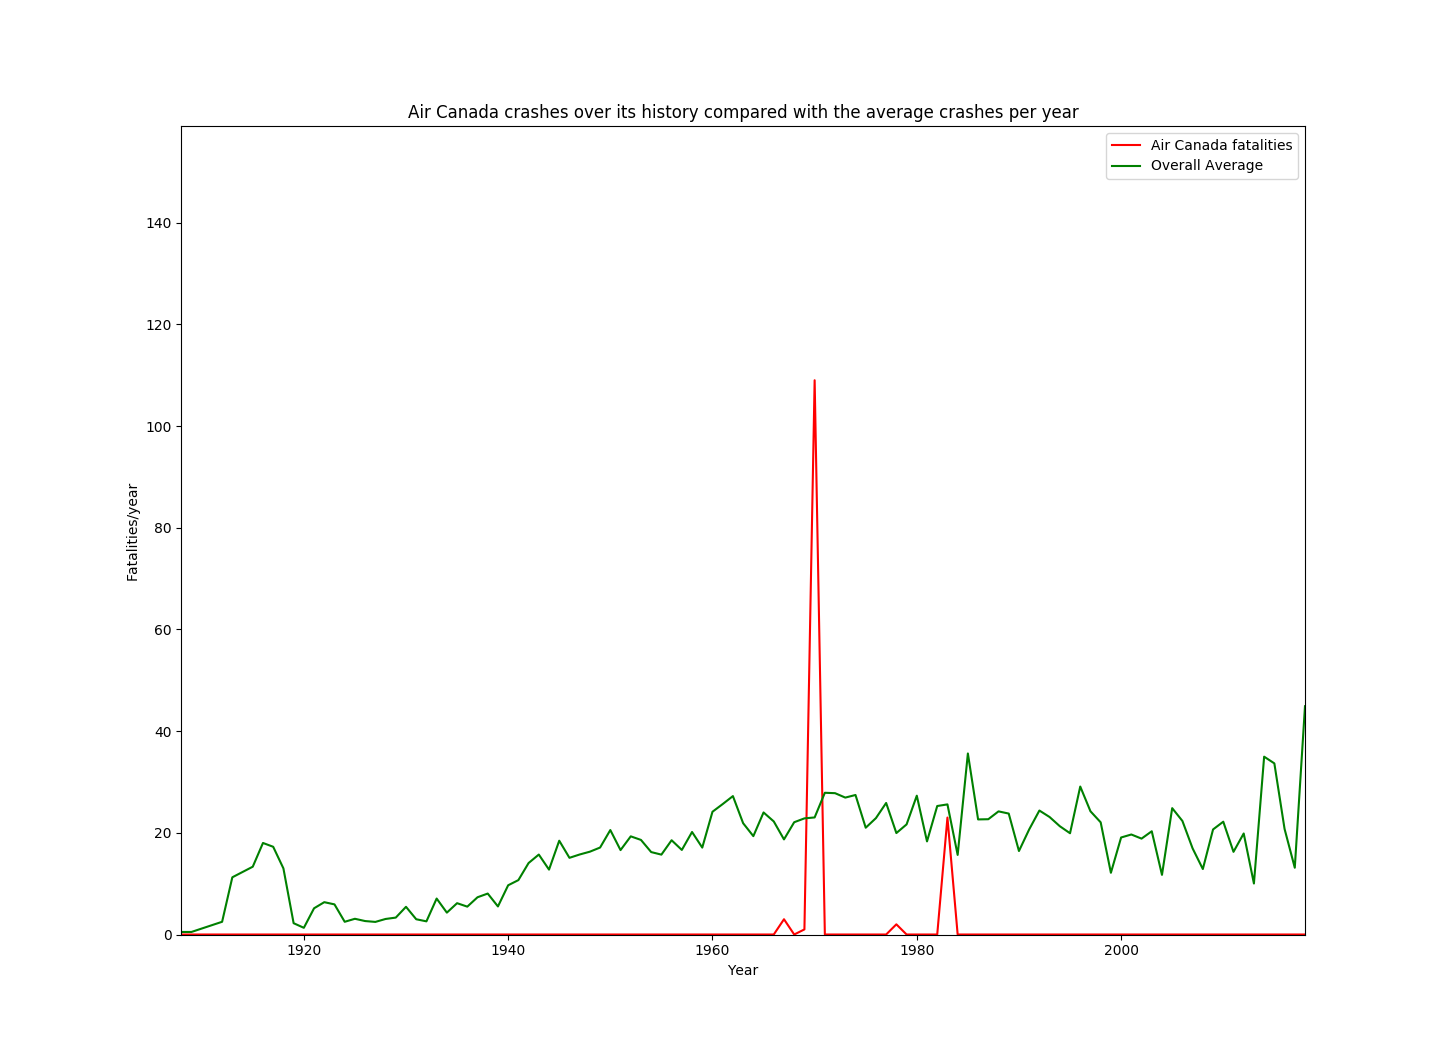 Air Canada crashes over its history compared with the average crashes per year
Air Canada fatalities
Overall Average
140
120
100
80
60
40
20
0
Fatalities/year
1920 1940 1960 1980 2000
Year